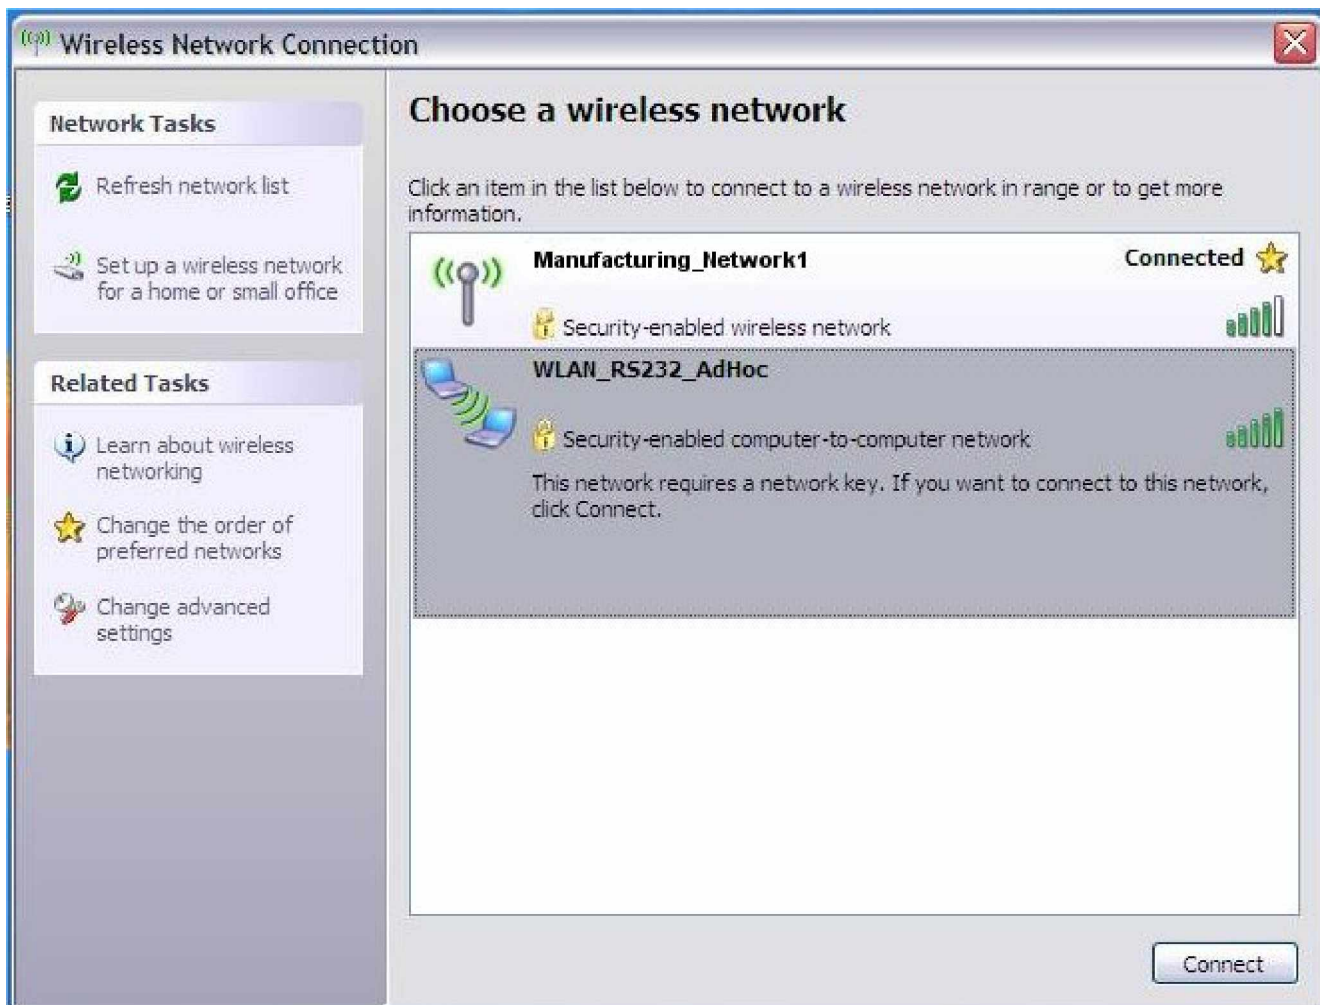 Wireless Network Connection
Network Tasks
Refresh network list
Set up a wireless network
for a home or small office
Related Tasks
Learn about wireless
networking
Change the order of
preferred networks
Change advanced
settings
Choose a wireless network
Click an item in the list below to connect to a wireless network in range or to get more
information.
Manufacturing_Network1
Connected
Security-enabled wireless network
WLAN_RS232_AdHoc
Security-enabled computer-to-computer network
This network requires a network key. If you want to connect to this network,
click Connect.
Connect